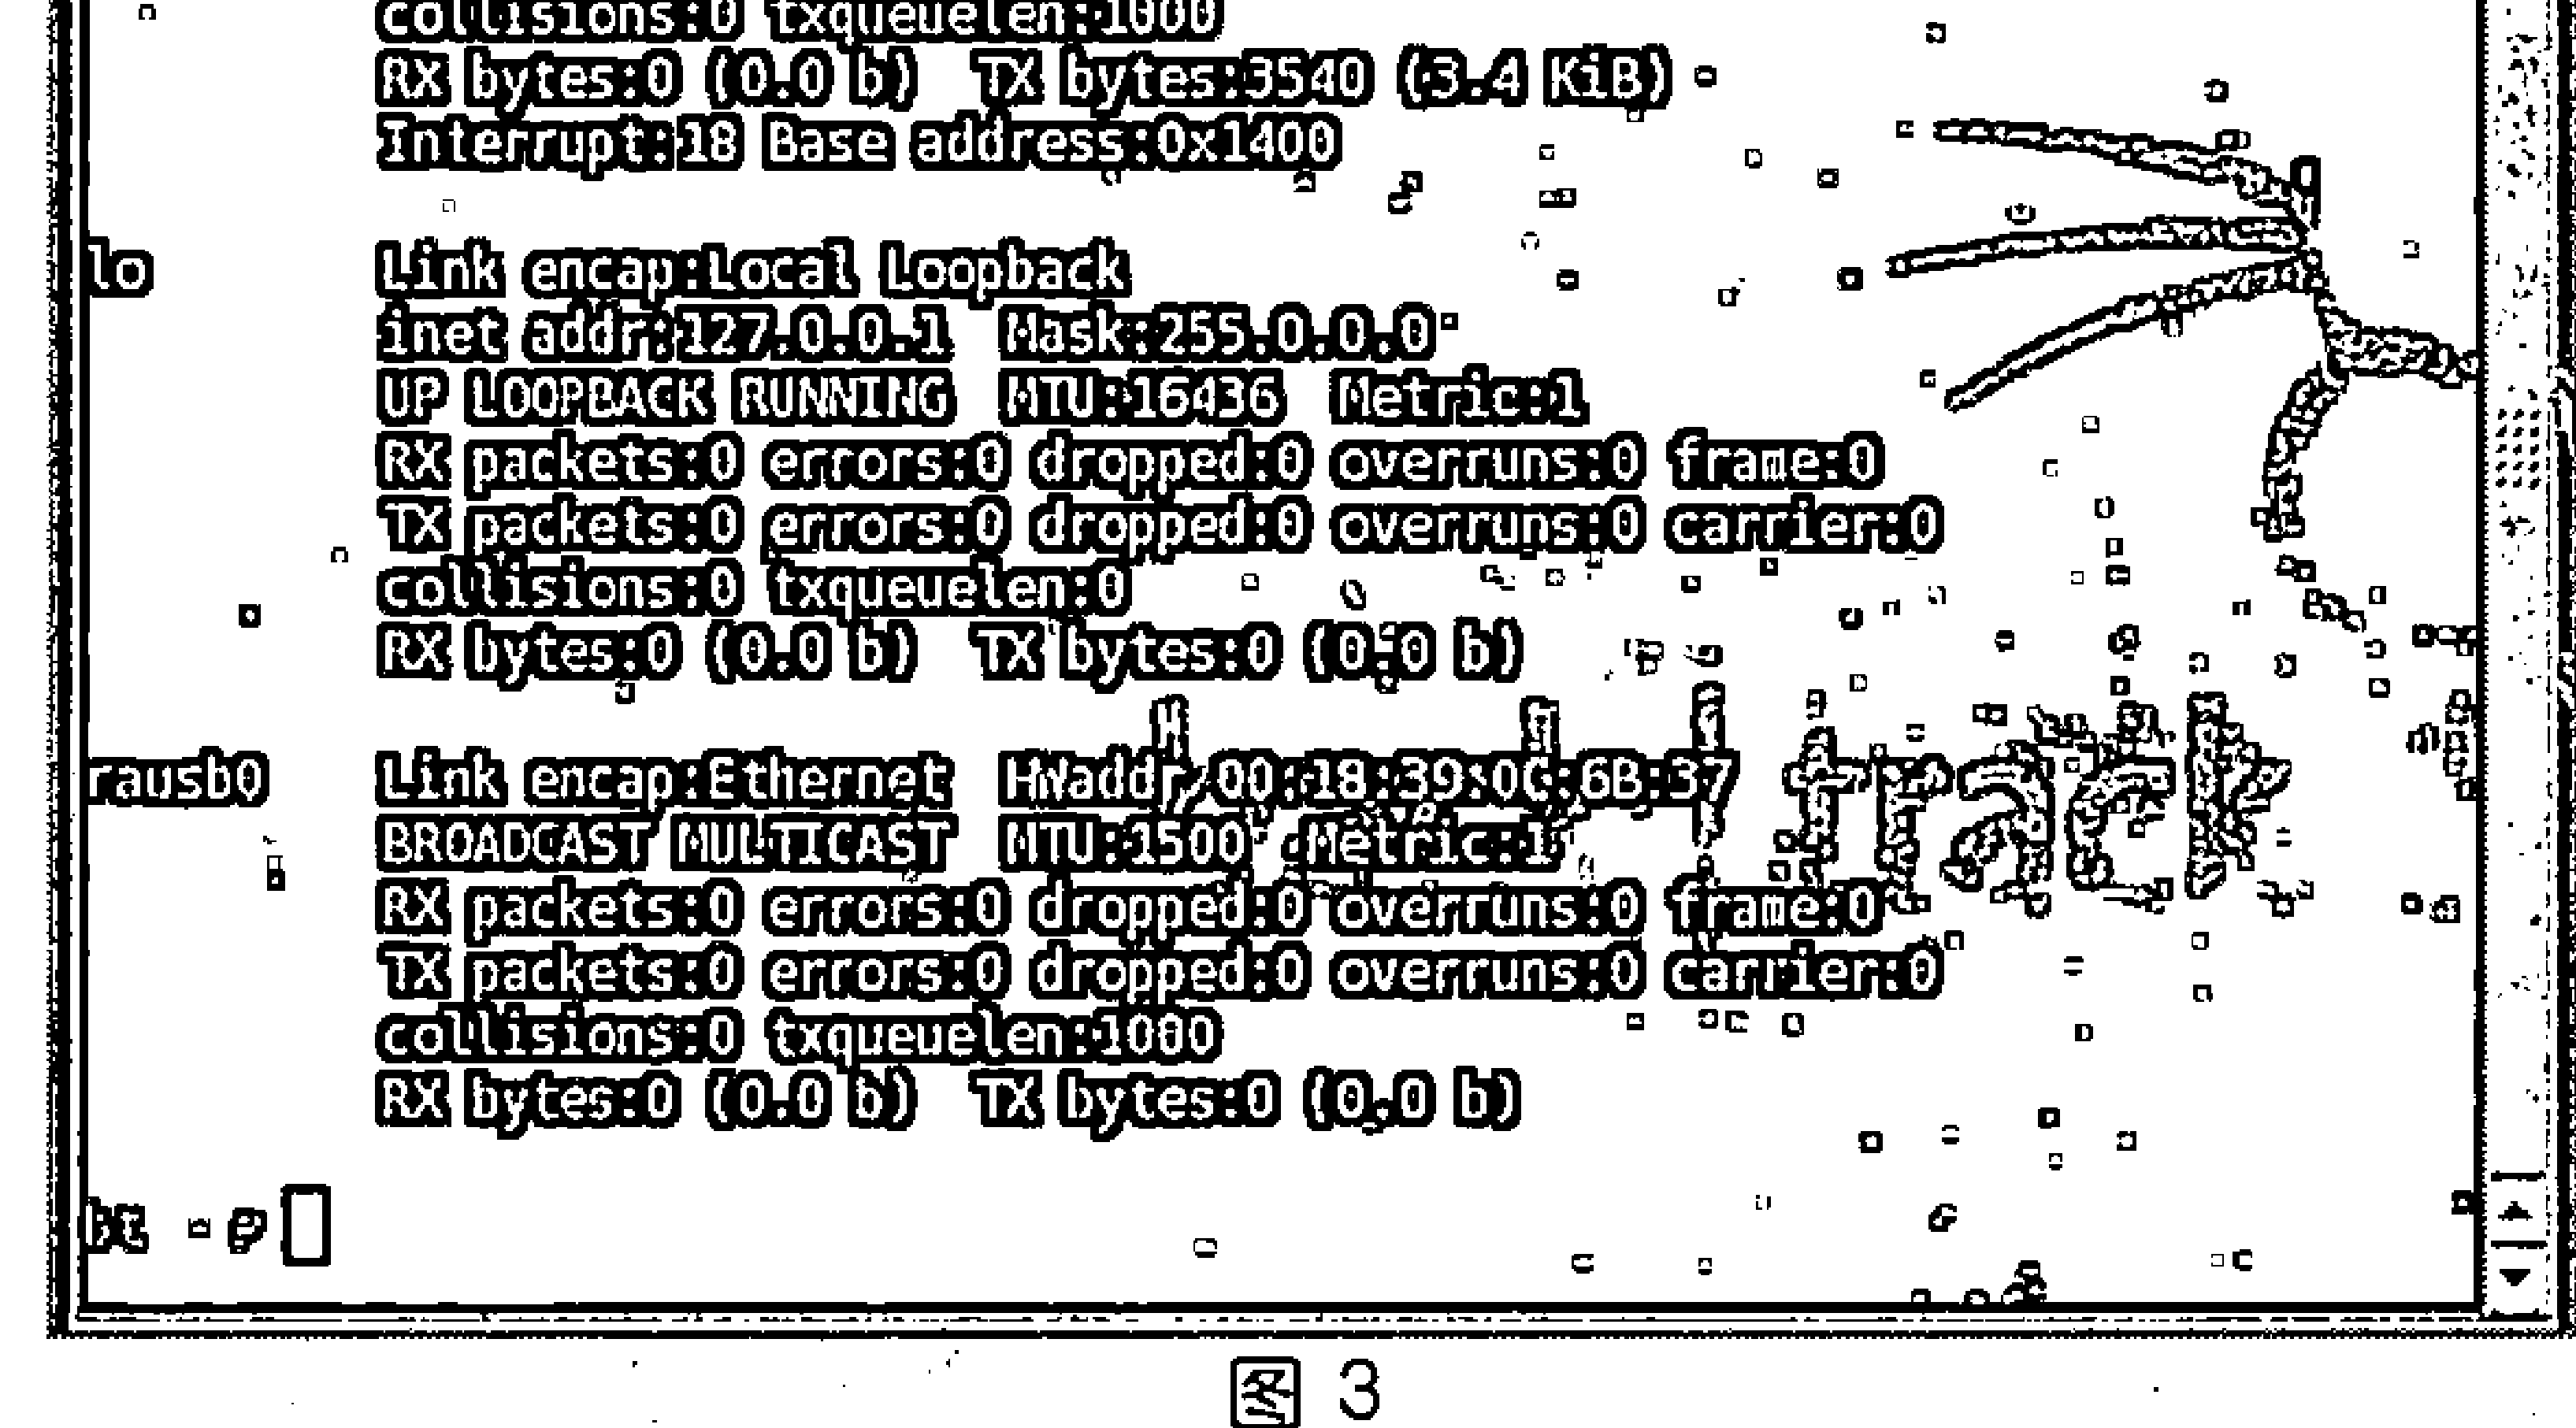 collisions:0 txqueuelen:1000
RX bytes:0 (0.0 b)  TX bytes:3540 (3.4 KiB)
Interrupt:18 Base address:0x1400
lo Link encap:Local Loopback
inet addr:127.0.0.1  Mask:255.0.0.0
UP LOOPBACK RUNNING  MTU:16436  Metric:1
RX packets:0 errors:0 dropped:0 overruns:0 frame:0
TX packets:0 errors:0 dropped:0 overruns:0 carrier:0
collisions:0 txqueuelen:0
RX bytes:0 (0.0 b)  TX bytes:0 (0.0 b)
rausb0 Link encap:Ethernet  HWaddr 00:18:39:0C:6B:37
BROADCAST MULTICAST  MTU:1500  Metric:1
RX packets:0 errors:0 dropped:0 overruns:0 frame:0
TX packets:0 errors:0 dropped:0 overruns:0 carrier:0
collisions:0 txqueuelen:1000
RX bytes:0 (0.0 b)  TX bytes:0 (0.0 b)
bt
track
图 3